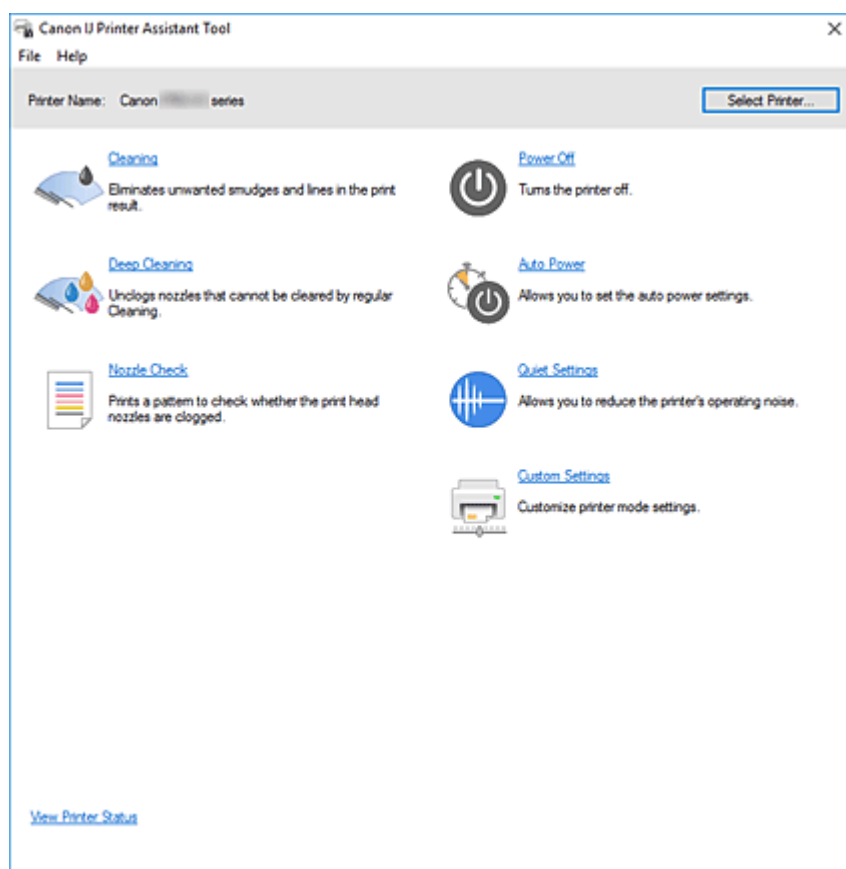 Canon IJ Printer Assistant Tool
File Help
Printer Name: Canon series
Select Printer...
Cleaning
Eliminates unwanted smudges and lines in the print
result.
Deep Cleaning
Unclogs nozzles that cannot be cleared by regular
Cleaning.
Nozzle Check
Prints a pattern to check whether the print head
nozzles are clogged.
Power Off
Turns the printer off.
Auto Power
Allows you to set the auto power settings.
Quiet Settings
Allows you to reduce the printer's operating noise.
Custom Settings
Customize printer mode settings.
View Printer Status